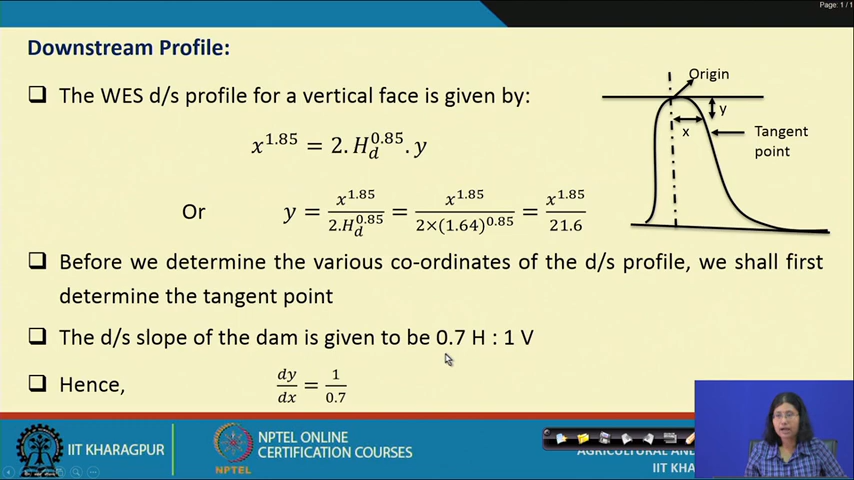 Page: 1 / 1
Downstream Profile:
Origin
❑ The WES d/s profile for a vertical face is given by:
y
x^1.85 = 2. H_d^0.85 . y
x
Tangent
point
Or y = x^1.85 / 2.H_d^0.85 = x^1.85 / 2×(1.64)^0.85 = x^1.85 / 21.6
❑ Before we determine the various co-ordinates of the d/s profile, we shall first
determine the tangent point
❑ The d/s slope of the dam is given to be 0.7 H : 1 V
❑ Hence, dy/dx = 1/0.7
IIT KHARAGPUR
NPTEL
NPTEL ONLINE
CERTIFICATION COURSES
AGRICULTURAL AND
IIT KHA